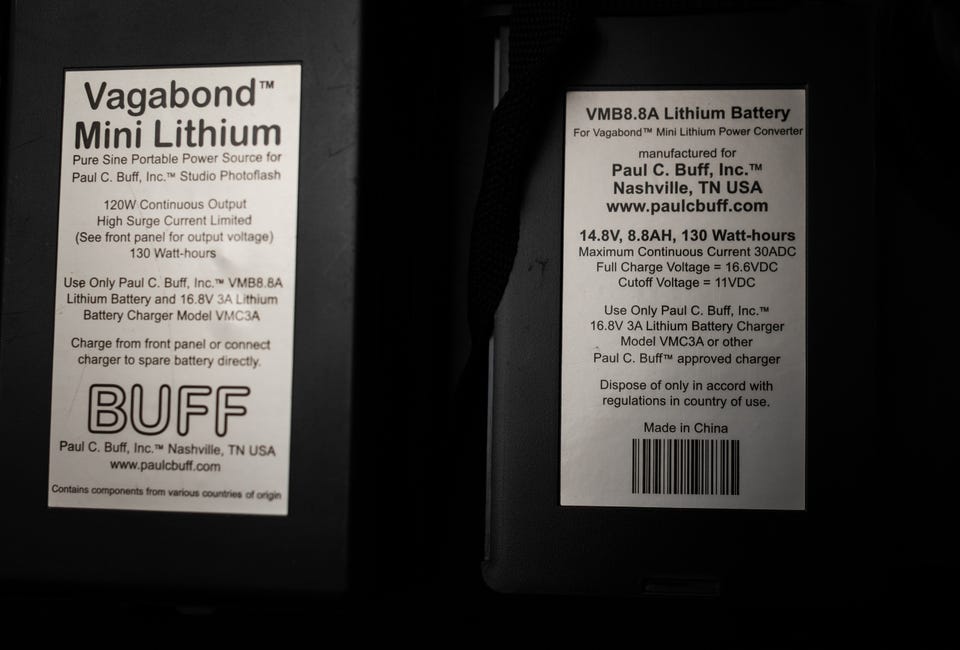 Vagabond™
Mini Lithium
Pure Sine Portable Power Source for
Paul C. Buff, Inc.™ Studio Photoflash
120W Continuous Output
High Surge Current Limited
(See front panel for output voltage)
130 Watt-hours
Use Only Paul C. Buff, Inc.™ VMB8.8A
Lithium Battery and 16.8V 3A Lithium
Battery Charger Model VMC3A
Charge from front panel or connect
charger to spare battery directly.
BUFF
Paul C. Buff, Inc.™ Nashville, TN USA
www.paulcbuff.com
Contains components from various countries of origin
VMB8.8A Lithium Battery
For Vagabond™ Mini Lithium Power Converter
manufactured for
Paul C. Buff, Inc.™
Nashville, TN USA
www.paulcbuff.com
14.8V, 8.8AH, 130 Watt-hours
Maximum Continuous Current 30ADC
Full Charge Voltage = 16.6VDC
Cutoff Voltage = 11VDC
Use Only Paul C. Buff, Inc.™
16.8V 3A Lithium Battery Charger
Model VMC3A or other
Paul C. Buff™ approved charger
Dispose of only in accord with
regulations in country of use.
Made in China